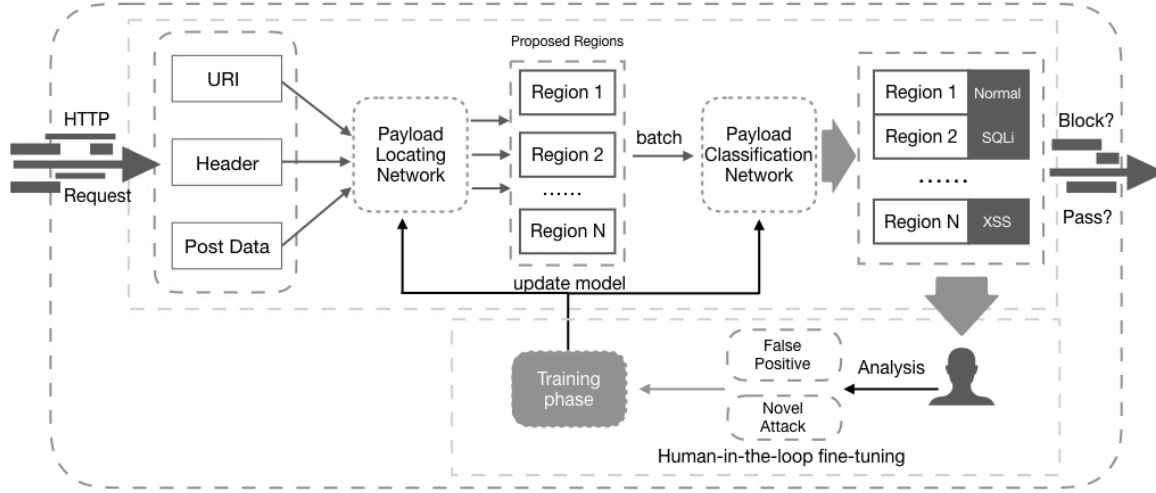 HTTP
Request
URI
Header
Post Data
Payload
Locating
Network
Proposed Regions
Region 1
Region 2
......
Region N
batch
Payload
Classification
Network
Region 1 Normal
Region 2 SQLi
......
Region N XSS
Block?
Pass?
update model
Training
phase
False
Positive
Novel
Attack
Analysis
Human-in-the-loop fine-tuning